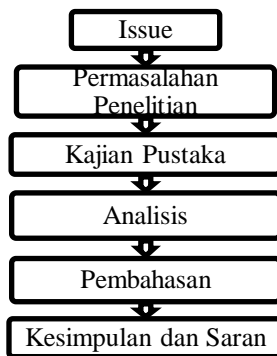 Issue
Permasalahan
Penelitian
Kajian Pustaka
Analisis
Pembahasan
Kesimpulan dan Saran